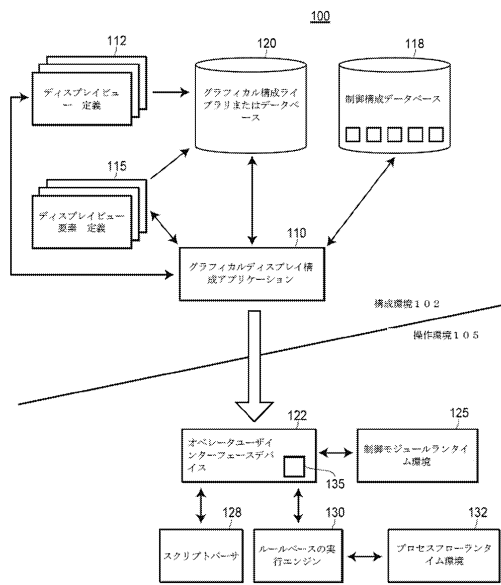 100
112
ディスプレイビュー 定義
120
グラフィカル構成ライ
ブラリまたはデータベ
ース
118
制御構成データベース
115
ディスプレイビュー
要素 定義
110
グラフィカルディスプレイ構
成アプリケーション
構成環境102
操作環境105
122
オペレータユーザイ
ンターフェースデバ
イス
135
125
制御モジュールランタ
イム環境
128
スクリプトパーサ
130
ルールベースの実
行エンジン
132
プロセスフローランタ
イム環境